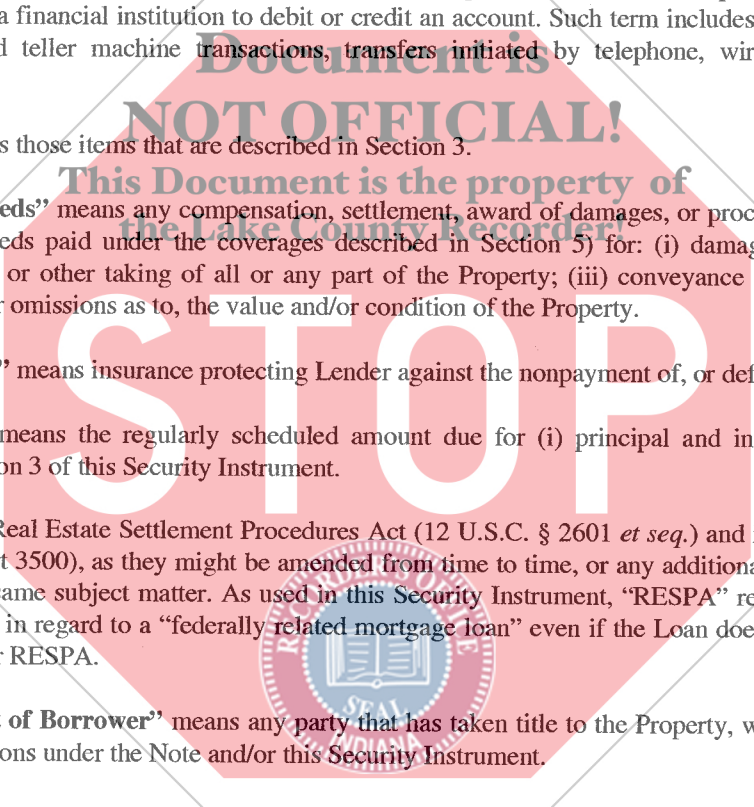 a financial institution to debit or credit an account. Such term includes
d teller machine transactions, transfers initiated by telephone, wir
Document is
NOT OFFICIAL!
s those items that are described in Section 3.
This Document is the property of
eds” means any compensation, settlement, award of damages, or proc
the Lake County Recorder!
eds paid under the coverages described in Section 5) for: (i) damag
or other taking of all or any part of the Property; (iii) conveyance
r omissions as to, the value and/or condition of the Property.
STOP
” means insurance protecting Lender against the nonpayment of, or def
means the regularly scheduled amount due for (i) principal and in
on 3 of this Security Instrument.
Real Estate Settlement Procedures Act (12 U.S.C. § 2601 et seq.) and
t 3500), as they might be amended from time to time, or any additiona
same subject matter. As used in this Security Instrument, “RESPA” re
in regard to a “federally related mortgage loan” even if the Loan doe
r RESPA.
RECORDER'S OFFICE
SEAL
INDIANA
t of Borrower” means any party that has taken title to the Property, w
ons under the Note and/or this Security Instrument.